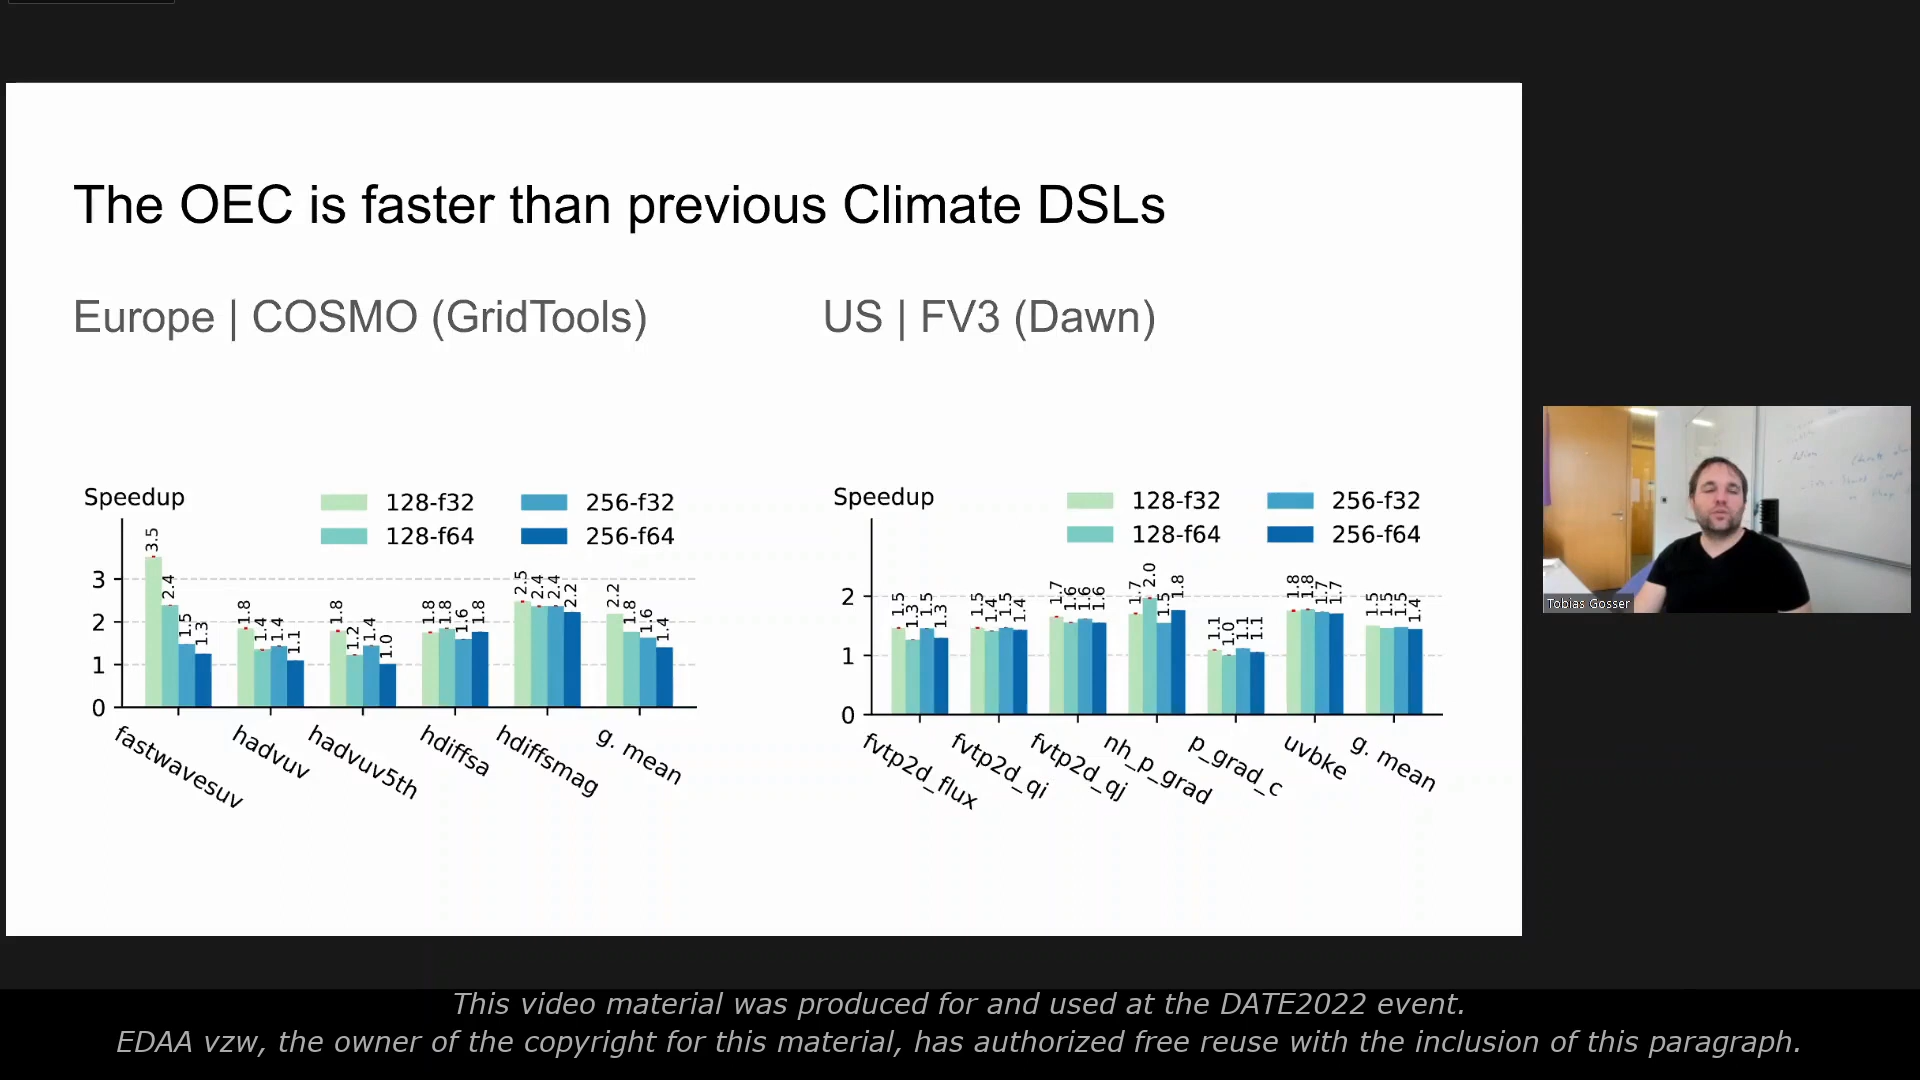 The OEC is faster than previous Climate DSLs
Europe | COSMO (GridTools)
US | FV3 (Dawn)
Speedup
128-f32
256-f32
128-f64
256-f64
3
2
1
0
3.5
2.4
1.5
1.3
1.8
1.4
1.4
1.1
1.8
1.2
1.4
1.0
1.8
1.8
1.6
1.8
2.5
2.4
2.4
2.2
2.2
1.8
1.6
1.4
fastwavesuv
hadvuv
hadvuv5th
hdiffsa
hdiffsmag
g. mean
Speedup
128-f32
256-f32
128-f64
256-f64
2
1
0
1.5
1.3
1.5
1.3
1.5
1.4
1.5
1.4
1.7
1.6
1.6
1.6
1.7
2.0
1.5
1.8
1.1
1.0
1.1
1.1
1.8
1.8
1.7
1.7
1.5
1.5
1.5
1.4
fvtp2d_flux
fvtp2d_qi
fvtp2d_qj
nh_p_grad
p_grad_c
uvbke
g. mean
Tobias Gosser
This video material was produced for and used at the DATE2022 event.
EDAA vzw, the owner of the copyright for this material, has authorized free reuse with the inclusion of this paragraph.